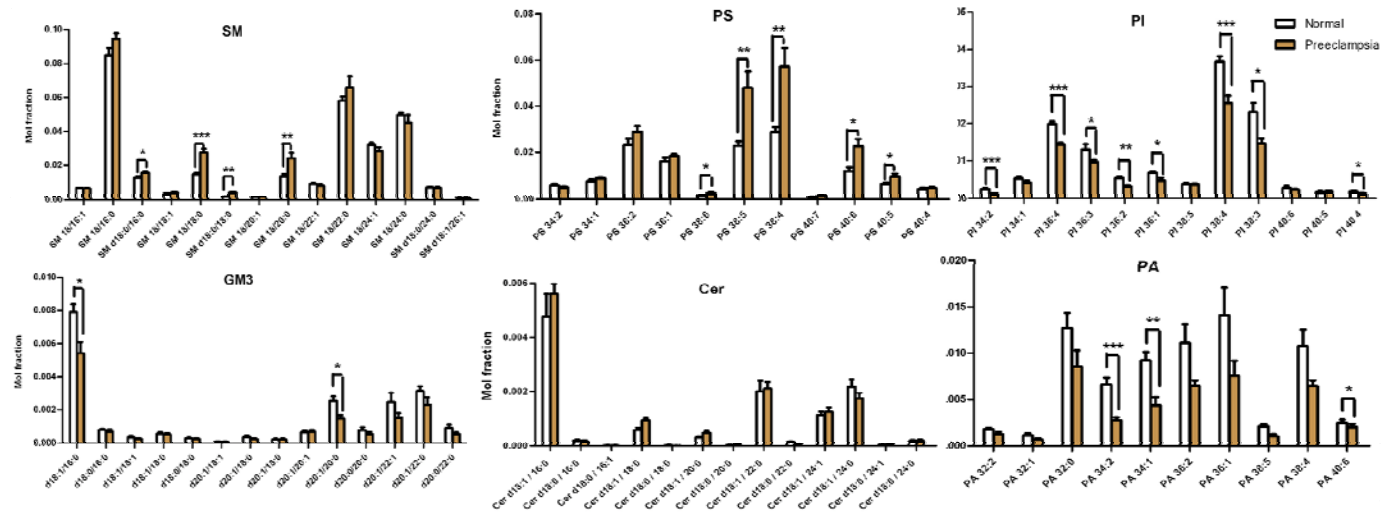 SM
Mol fraction
0.10
0.08
0.06
0.04
0.02
0.00
*
***
**
**
SM 18/16:1
SM 18/16:0
SM d18:0/16:0
SM 18/18:1
SM 18/18:0
SM d18:0/18:0
SM 18/20:1
SM 18/20:0
SM 18/22:1
SM 18/22:0
SM 18/24:1
SM 18/24:0
SM d18:0/24:0
SM d18:1/26:1
PS
Mol fraction
0.08
0.06
0.04
0.02
0.00
*
**
**
*
*
PS 34:2
PS 34:1
PS 36:2
PS 36:1
PS 38:6
PS 38:5
PS 38:4
PS 40:7
PS 40:6
PS 40:5
PS 40:4
PI
Normal
Preeclampsia
***
***
*
**
*
***
*
*
PI 34:2
PI 34:1
PI 36:4
PI 36:3
PI 36:2
PI 36:1
PI 38:5
PI 38:4
PI 38:3
PI 40:6
PI 40:5
PI 40:4
GM3
Mol fraction
0.010
0.008
0.006
0.004
0.002
0.000
*
*
d18:1/16:0
d18:0/16:0
d18:1/18:1
d18:1/18:0
d18:0/18:0
d20:1/18:1
d20:1/18:0
d20:1/20:1
d20:1/20:0
d20:0/20:0
d20:1/22:1
d20:1/22:0
d20:0/22:0
Cer
Mol fraction
0.006
0.004
0.002
0.000
Cer d18:1 / 16:0
Cer d18:0 / 16:0
Cer d18:0 / 16:1
Cer d18:1 / 18:0
Cer d18:0 / 18:0
Cer d18:1 / 20:0
Cer d18:0 / 20:0
Cer d18:1 / 22:0
Cer d18:0 / 22:0
Cer d18:1 / 24:1
Cer d18:1 / 24:0
Cer d18:0 / 24:1
Cer d18:0 / 24:0
PA
0.020
0.015
0.010
0.005
.000
***
**
*
PA 32:2
PA 32:1
PA 32:0
PA 34:2
PA 34:1
PA 36:2
PA 36:1
PA 38:5
PA 38:4
PA 40:6